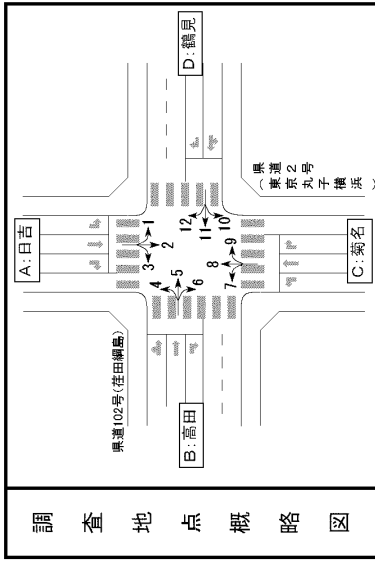 調査地点概略図
A:日吉
B:高田
C:菊名
D:鶴見
県道102号(荏田綱島)
県道2号
(東京丸子横浜)
1
2
3
4
5
6
7
8
9
10
11
12